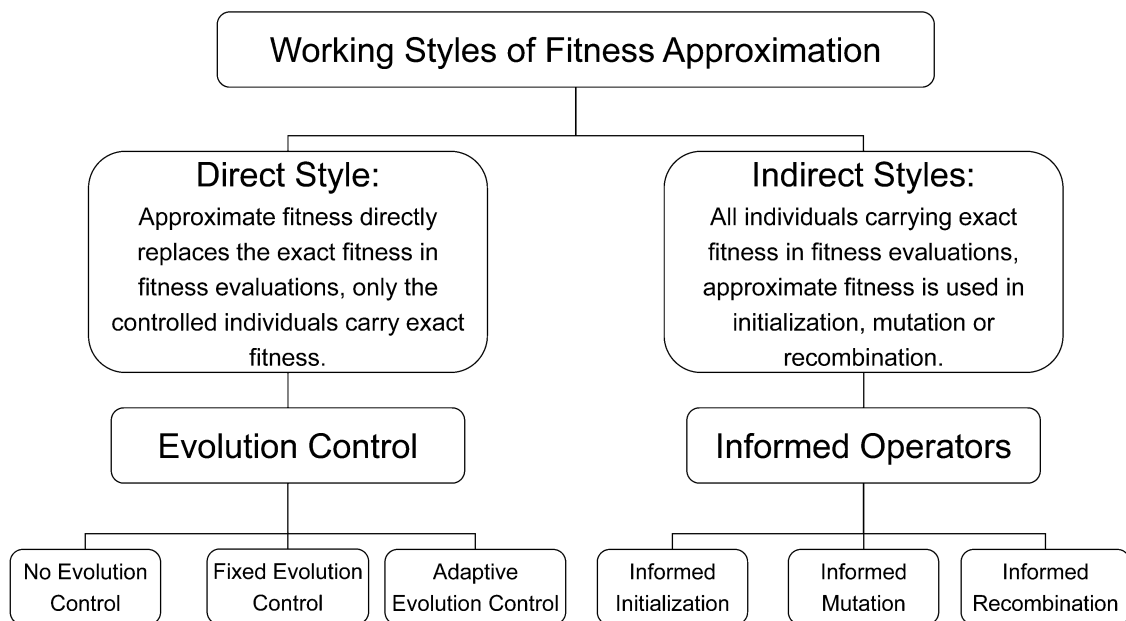 Working Styles of Fitness Approximation
Direct Style:
Approximate fitness directly
replaces the exact fitness in
fitness evaluations, only the
controlled individuals carry exact
fitness.
Indirect Styles:
All individuals carrying exact
fitness in fitness evaluations,
approximate fitness is used in
initialization, mutation or
recombination.
Evolution Control
Informed Operators
No Evolution
Control
Fixed Evolution
Control
Adaptive
Evolution Control
Informed
Initialization
Informed
Mutation
Informed
Recombination